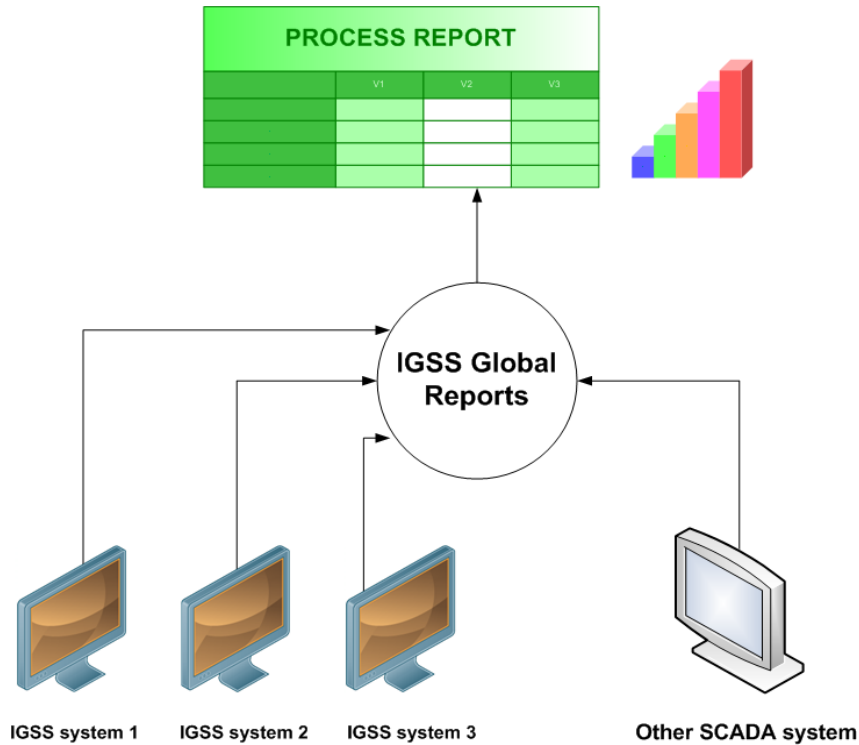 PROCESS REPORT
V1 V2 V3
IGSS Global
Reports
IGSS system 1 IGSS system 2 IGSS system 3 Other SCADA system